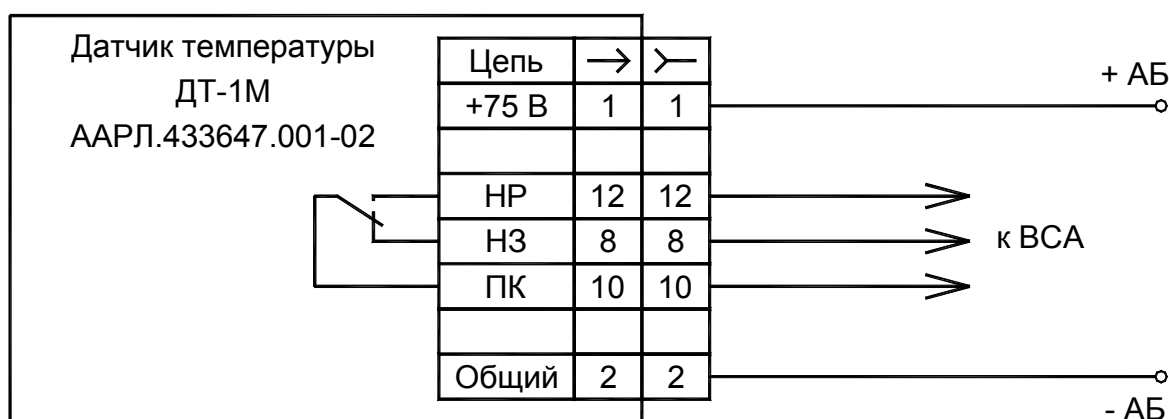 Датчик температуры
ДТ-1М
ААРЛ.433647.001-02
Цепь
+75 В 1 1
НР 12 12
НЗ 8 8
ПК 10 10
Общий 2 2
+ АБ
к ВСА
- АБ